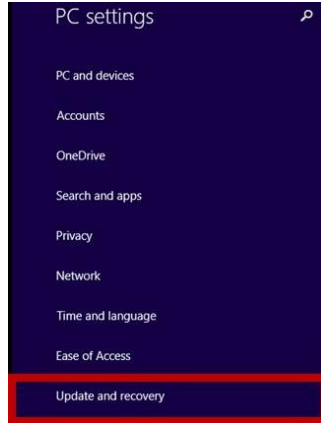 PC settings
PC and devices
Accounts
OneDrive
Search and apps
Privacy
Network
Time and language
Ease of Access
Update and recovery